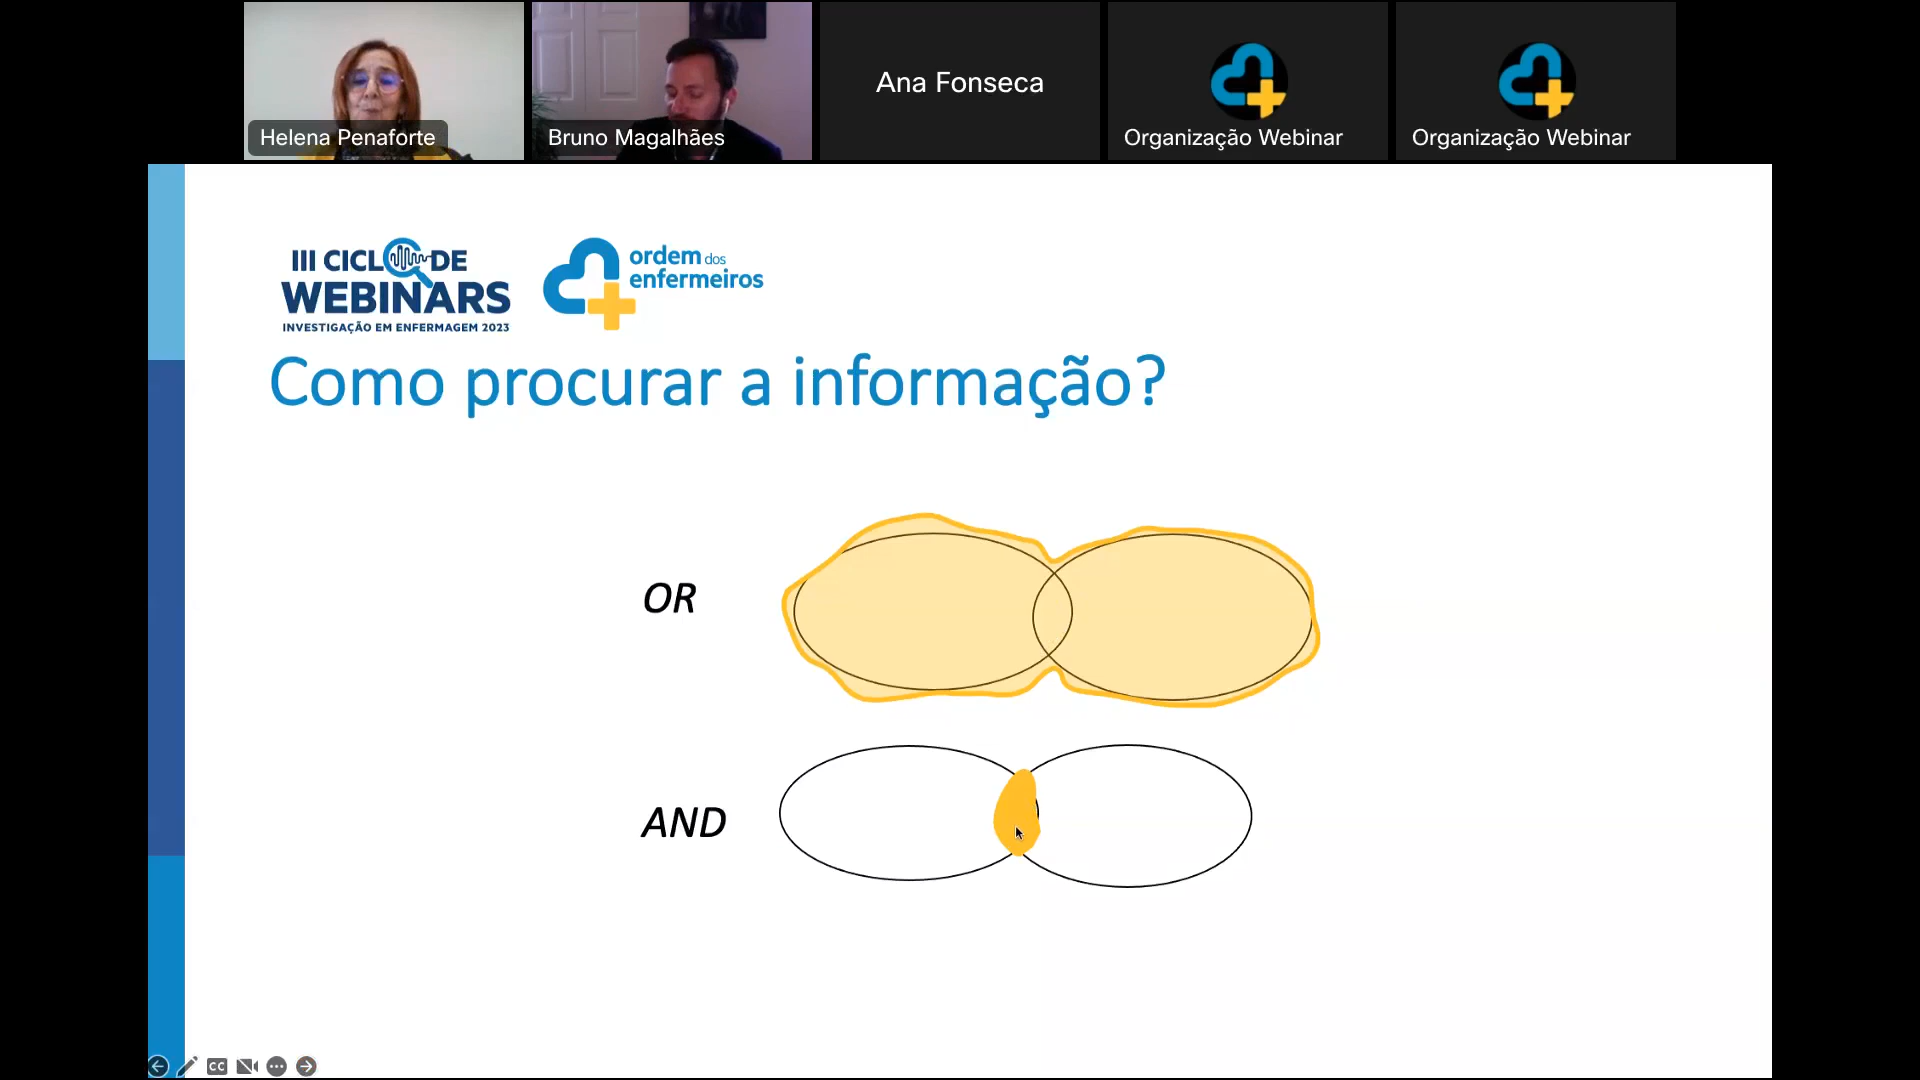 Helena Penaforte
Bruno Magalhães
Ana Fonseca
Organização Webinar
Organização Webinar
III CICLO DE
WEBINARS
INVESTIGAÇÃO EM ENFERMAGEM 2023
ordem dos
enfermeiros
Como procurar a informação?
OR
AND
CC